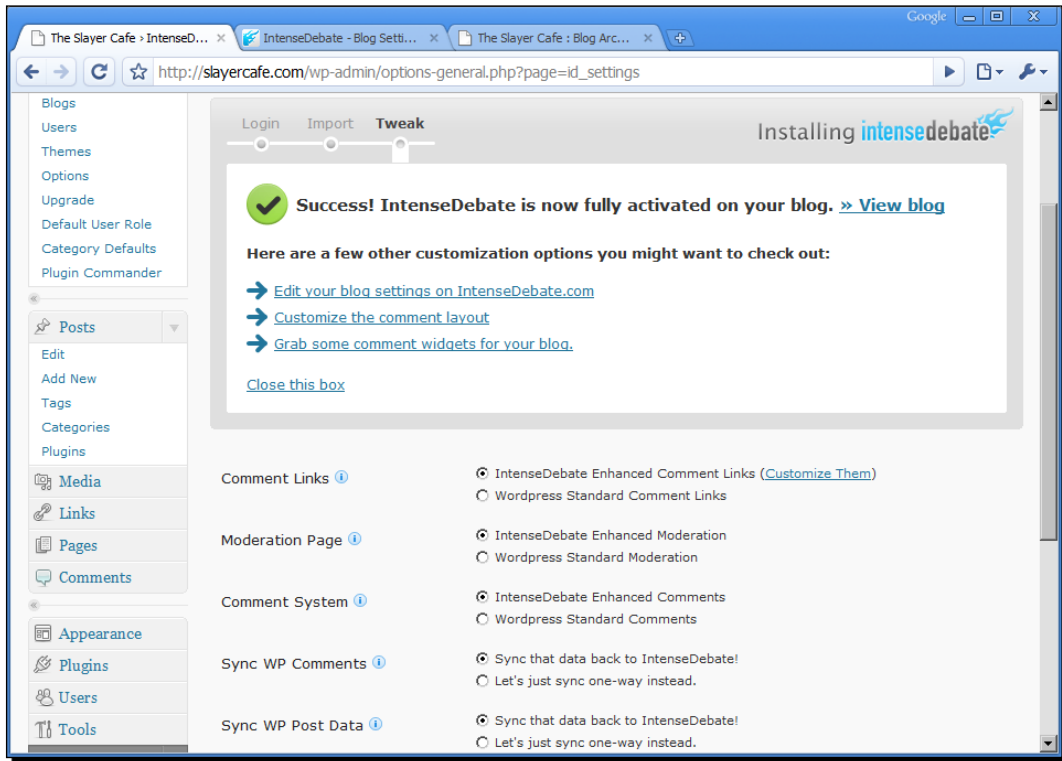 Google
The Slayer Cafe › IntenseD...
IntenseDebate - Blog Setti...
The Slayer Cafe : Blog Arc...
http://slayercafe.com/wp-admin/options-general.php?page=id_settings
Blogs
Users
Themes
Options
Upgrade
Default User Role
Category Defaults
Plugin Commander
Posts
Edit
Add New
Tags
Categories
Plugins
Media
Links
Pages
Comments
Appearance
Plugins
Users
Tools
Login Import Tweak
Installing intensedebate
Success! IntenseDebate is now fully activated on your blog. » View blog
Here are a few other customization options you might want to check out:
Edit your blog settings on IntenseDebate.com
Customize the comment layout
Grab some comment widgets for your blog.
Close this box
Comment Links
IntenseDebate Enhanced Comment Links (Customize Them)
Wordpress Standard Comment Links
Moderation Page
IntenseDebate Enhanced Moderation
Wordpress Standard Moderation
Comment System
IntenseDebate Enhanced Comments
Wordpress Standard Comments
Sync WP Comments
Sync that data back to IntenseDebate!
Let's just sync one-way instead.
Sync WP Post Data
Sync that data back to IntenseDebate!
Let's just sync one-way instead.